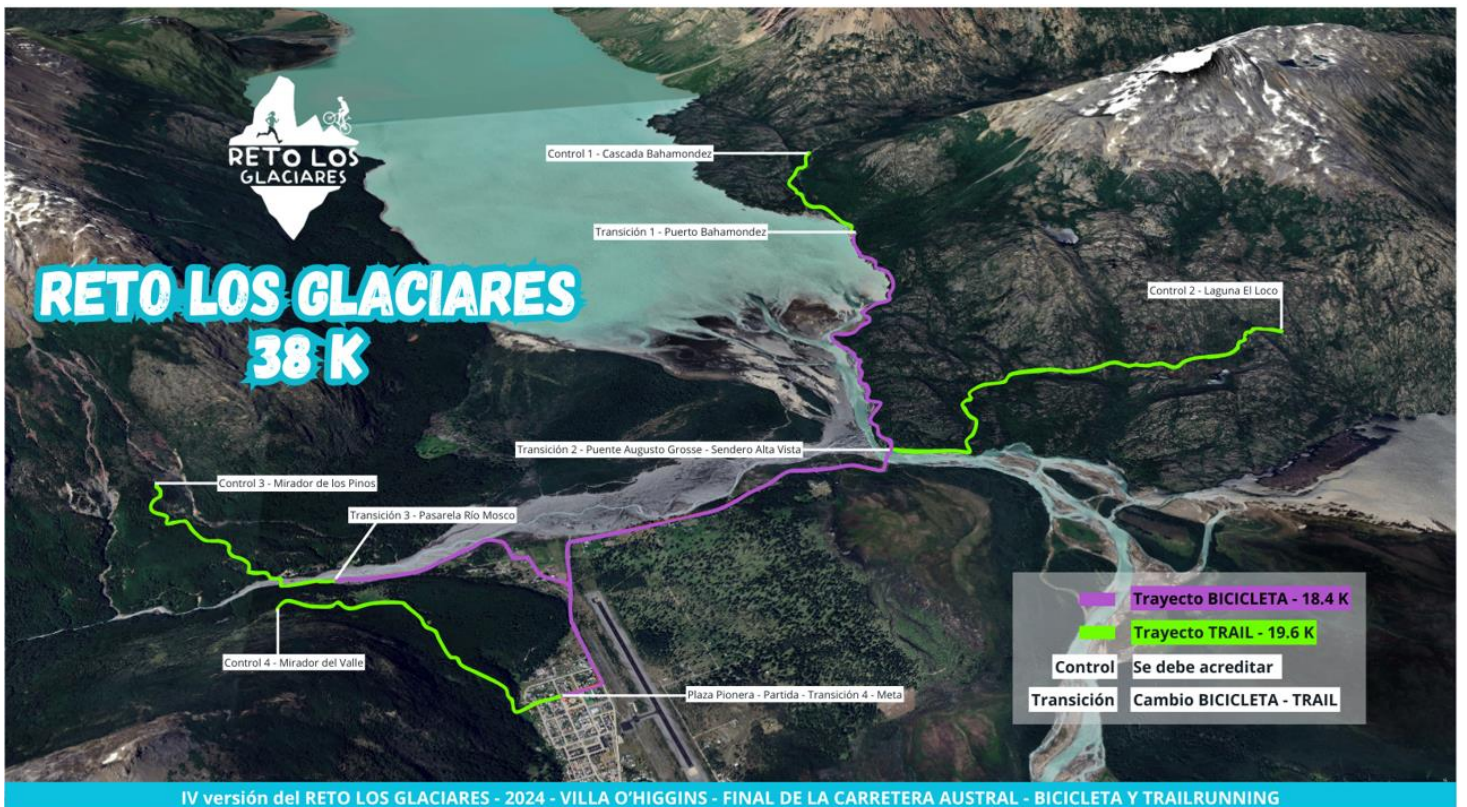 RETO LOS
GLACIARES
RETO LOS GLACIARES
38 K
Control 1 - Cascada Bahamondez
Transición 1 - Puerto Bahamondez
Control 2 - Laguna El Loco
Transición 2 - Puente Augusto Grosse - Sendero Alta Vista
Control 3 - Mirador de los Pinos
Transición 3 - Pasarela Río Mosco
Control 4 - Mirador del Valle
Plaza Pionera - Partida - Transición 4 - Meta
Trayecto BICICLETA - 18.4 K
Trayecto TRAIL - 19.6 K
Control Se debe acreditar
Transición Cambio BICICLETA - TRAIL
IV versión del RETO LOS GLACIARES - 2024 - VILLA O'HIGGINS - FINAL DE LA CARRETERA AUSTRAL - BICICLETA Y TRAILRUNNING